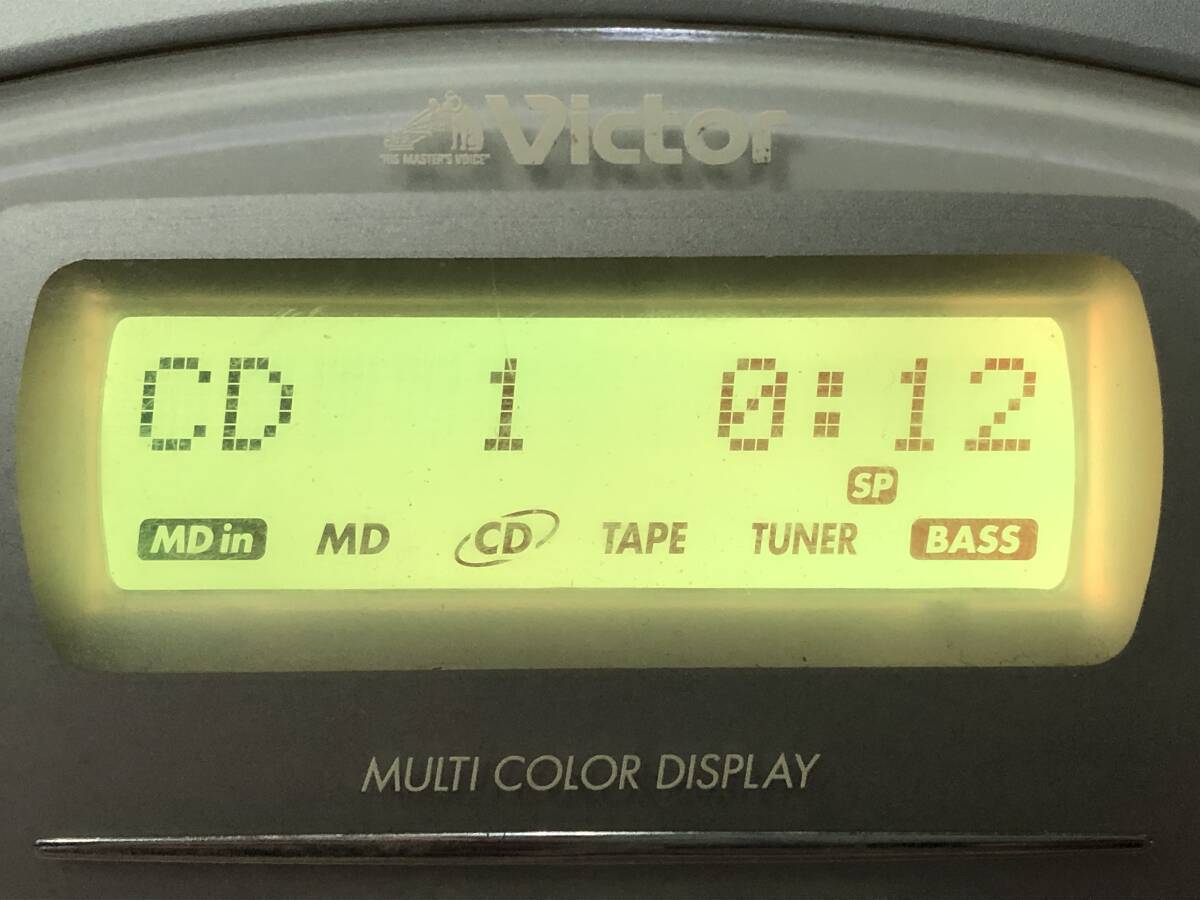 "HIS MASTER'S VOICE" Victor
CD 1 0:12
SP
MD in MD CD TAPE TUNER BASS
MULTI COLOR DISPLAY